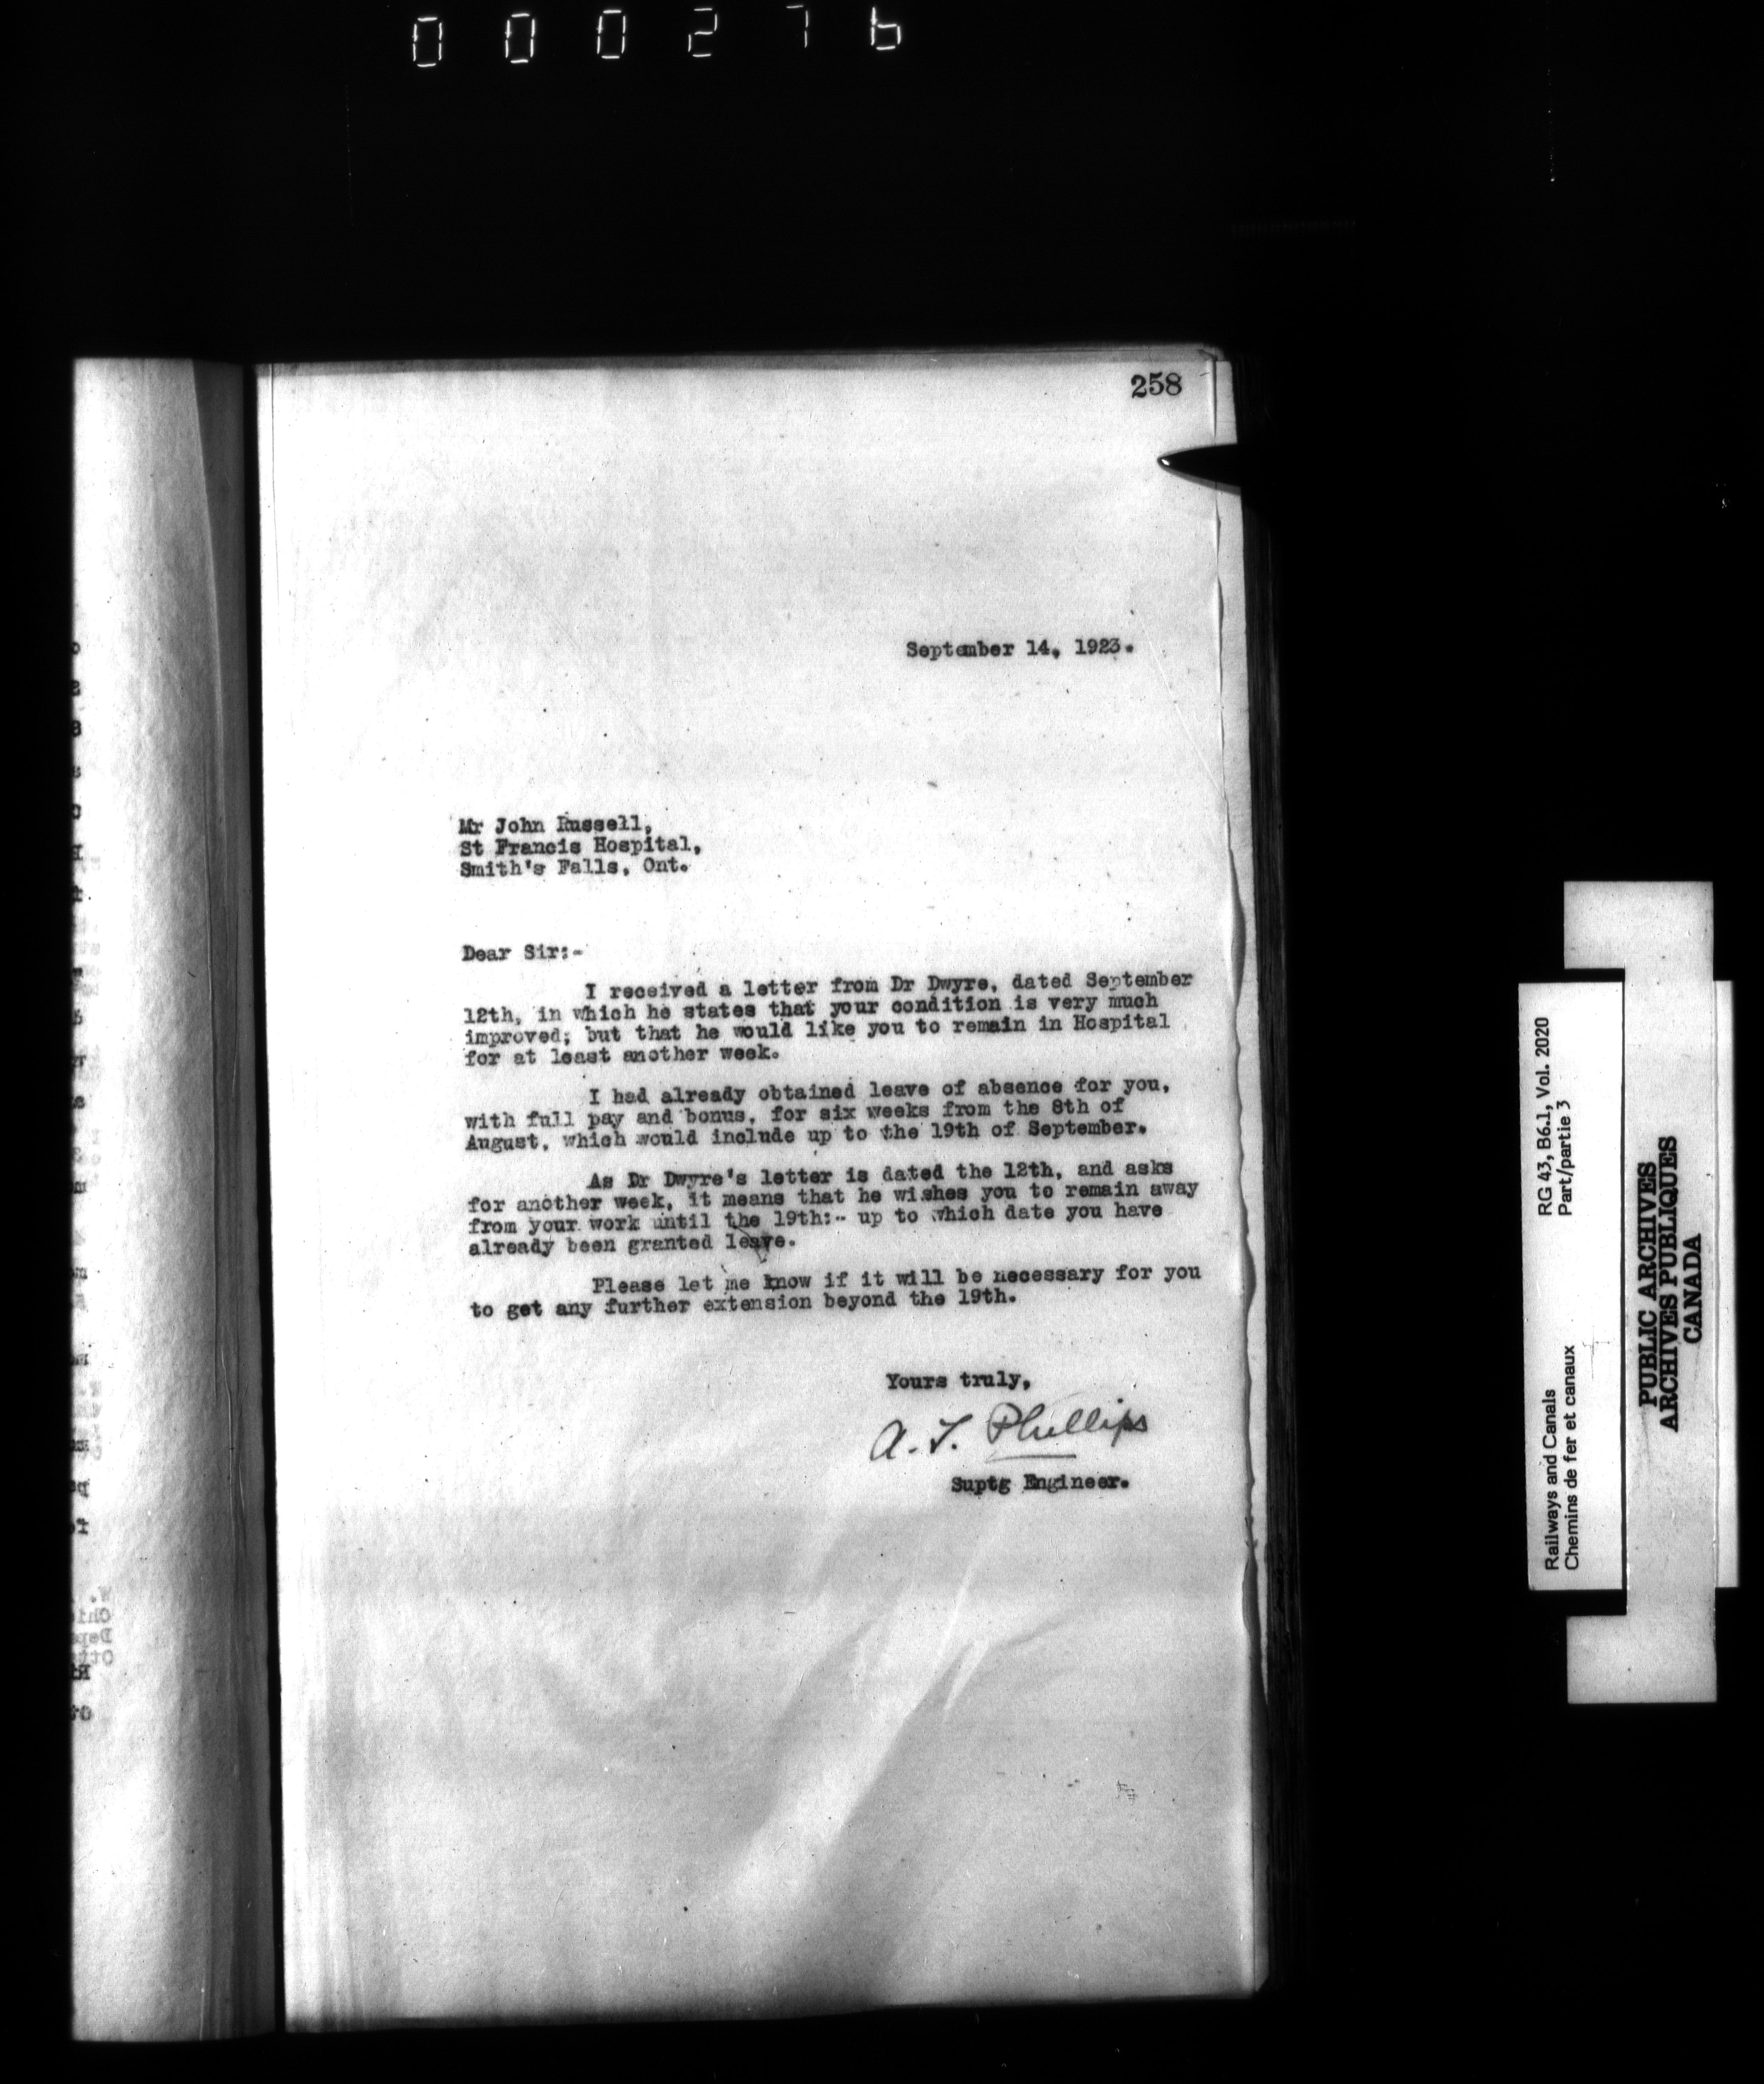 000276
258
September 14, 1923.
Mr John Russell,
St Francis Hospital,
Smith's Falls, Ont.
Dear Sir:-
I received a letter from Dr Dwyre, dated September
12th, in which he states that your condition is very much
improved; but that he would like you to remain in Hospital
for at least another week.
I had already obtained leave of absence for you,
with full pay and bonus, for six weeks from the 8th of
August, which would include up to the 19th of September.
As Dr Dwyre's letter is dated the 12th, and asks
for another week, it means that he wishes you to remain away
from your work until the 19th:- up to which date you have
already been granted leave.
Please let me know if it will be necessary for you
to get any further extension beyond the 19th.
Yours truly,
A. T. Phillips
Suptg Engineer.
Railways and Canals
Chemins de fer et canaux
RG 43, B6.1, Vol. 2020
Part/partie 3
PUBLIC ARCHIVES
ARCHIVES PUBLIQUES
CANADA